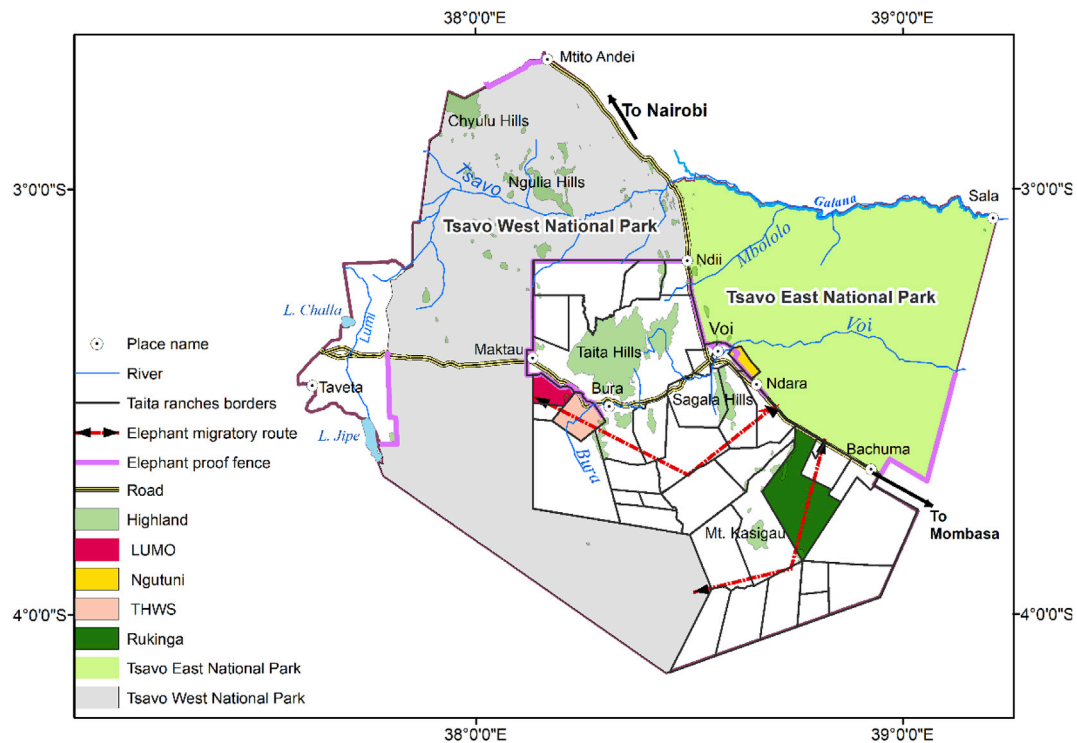 38°0'0"E
39°0'0"E
Mtito Andei
To Nairobi
Chyulu Hills
3°0'0"S
3°0'0"S
Tsavo
Ngulia Hills
Galana
Sala
Tsavo West National Park
Mbololo
Ndii
Tsavo East National Park
L. Challa
Lumi
Voi
Voi
Maktau
Taita Hills
Place name
River
Taita ranches borders
Elephant migratory route
Elephant proof fence
Road
Highland
LUMO
Ngutuni
THWS
Rukinga
Tsavo East National Park
Tsavo West National Park
Taveta
Bura
Sagala Hills
Ndara
L. Jipe
Bura
Bachuma
To
Mombasa
Mt. Kasigau
4°0'0"S
4°0'0"S
38°0'0"E
39°0'0"E